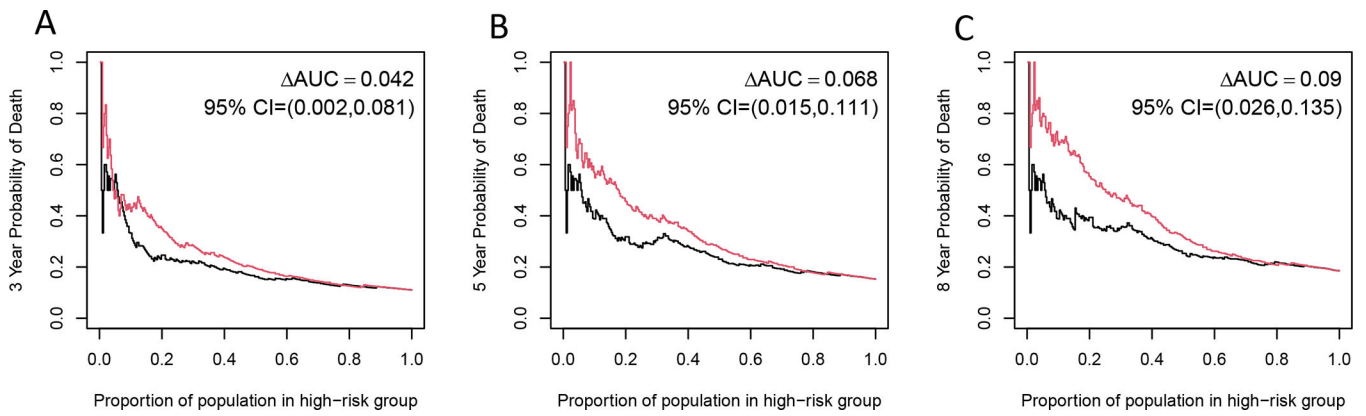 A
ΔAUC = 0.042
95% CI=(0.002,0.081)
3 Year Probability of Death
0.0 0.2 0.4 0.6 0.8 1.0
0.0 0.2 0.4 0.6 0.8 1.0
Proportion of population in high−risk group
B
ΔAUC = 0.068
95% CI=(0.015,0.111)
5 Year Probability of Death
0.0 0.2 0.4 0.6 0.8 1.0
0.0 0.2 0.4 0.6 0.8 1.0
Proportion of population in high−risk group
C
ΔAUC = 0.09
95% CI=(0.026,0.135)
8 Year Probability of Death
0.0 0.2 0.4 0.6 0.8 1.0
0.0 0.2 0.4 0.6 0.8 1.0
Proportion of population in high−risk group